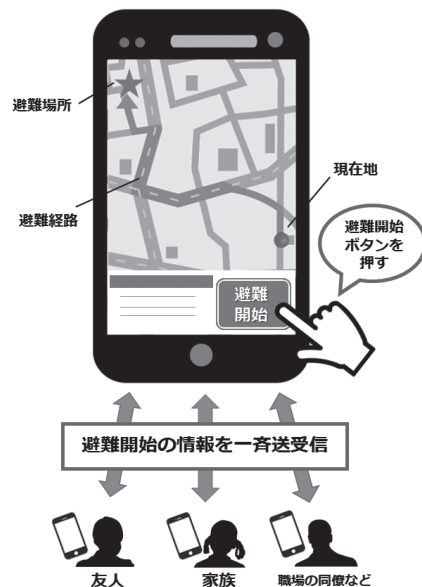 避難場所
避難経路
現在地
避難開始
ボタンを
押す
避難
開始
避難開始の情報を一斉送受信
友人
家族
職場の同僚など